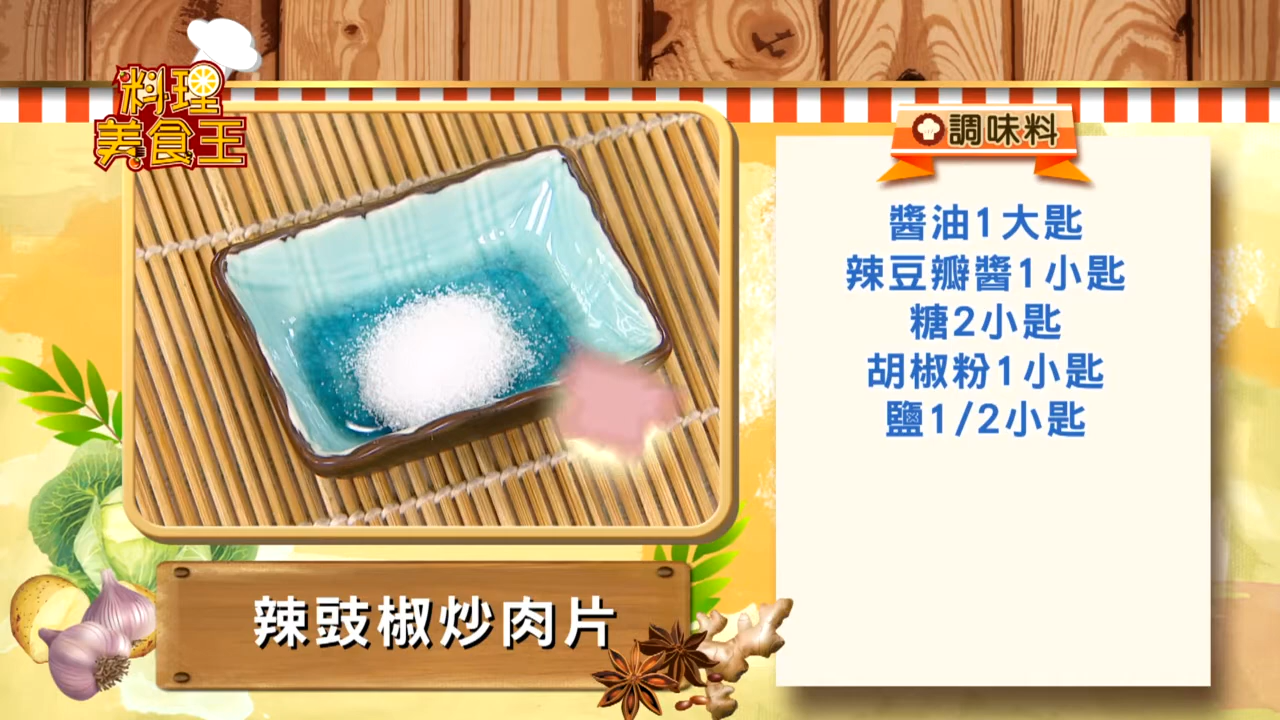 料理
美食王
調味料
醬油1大匙
辣豆瓣醬1小匙
糖2小匙
胡椒粉1小匙
鹽1/2小匙
辣豉椒炒肉片